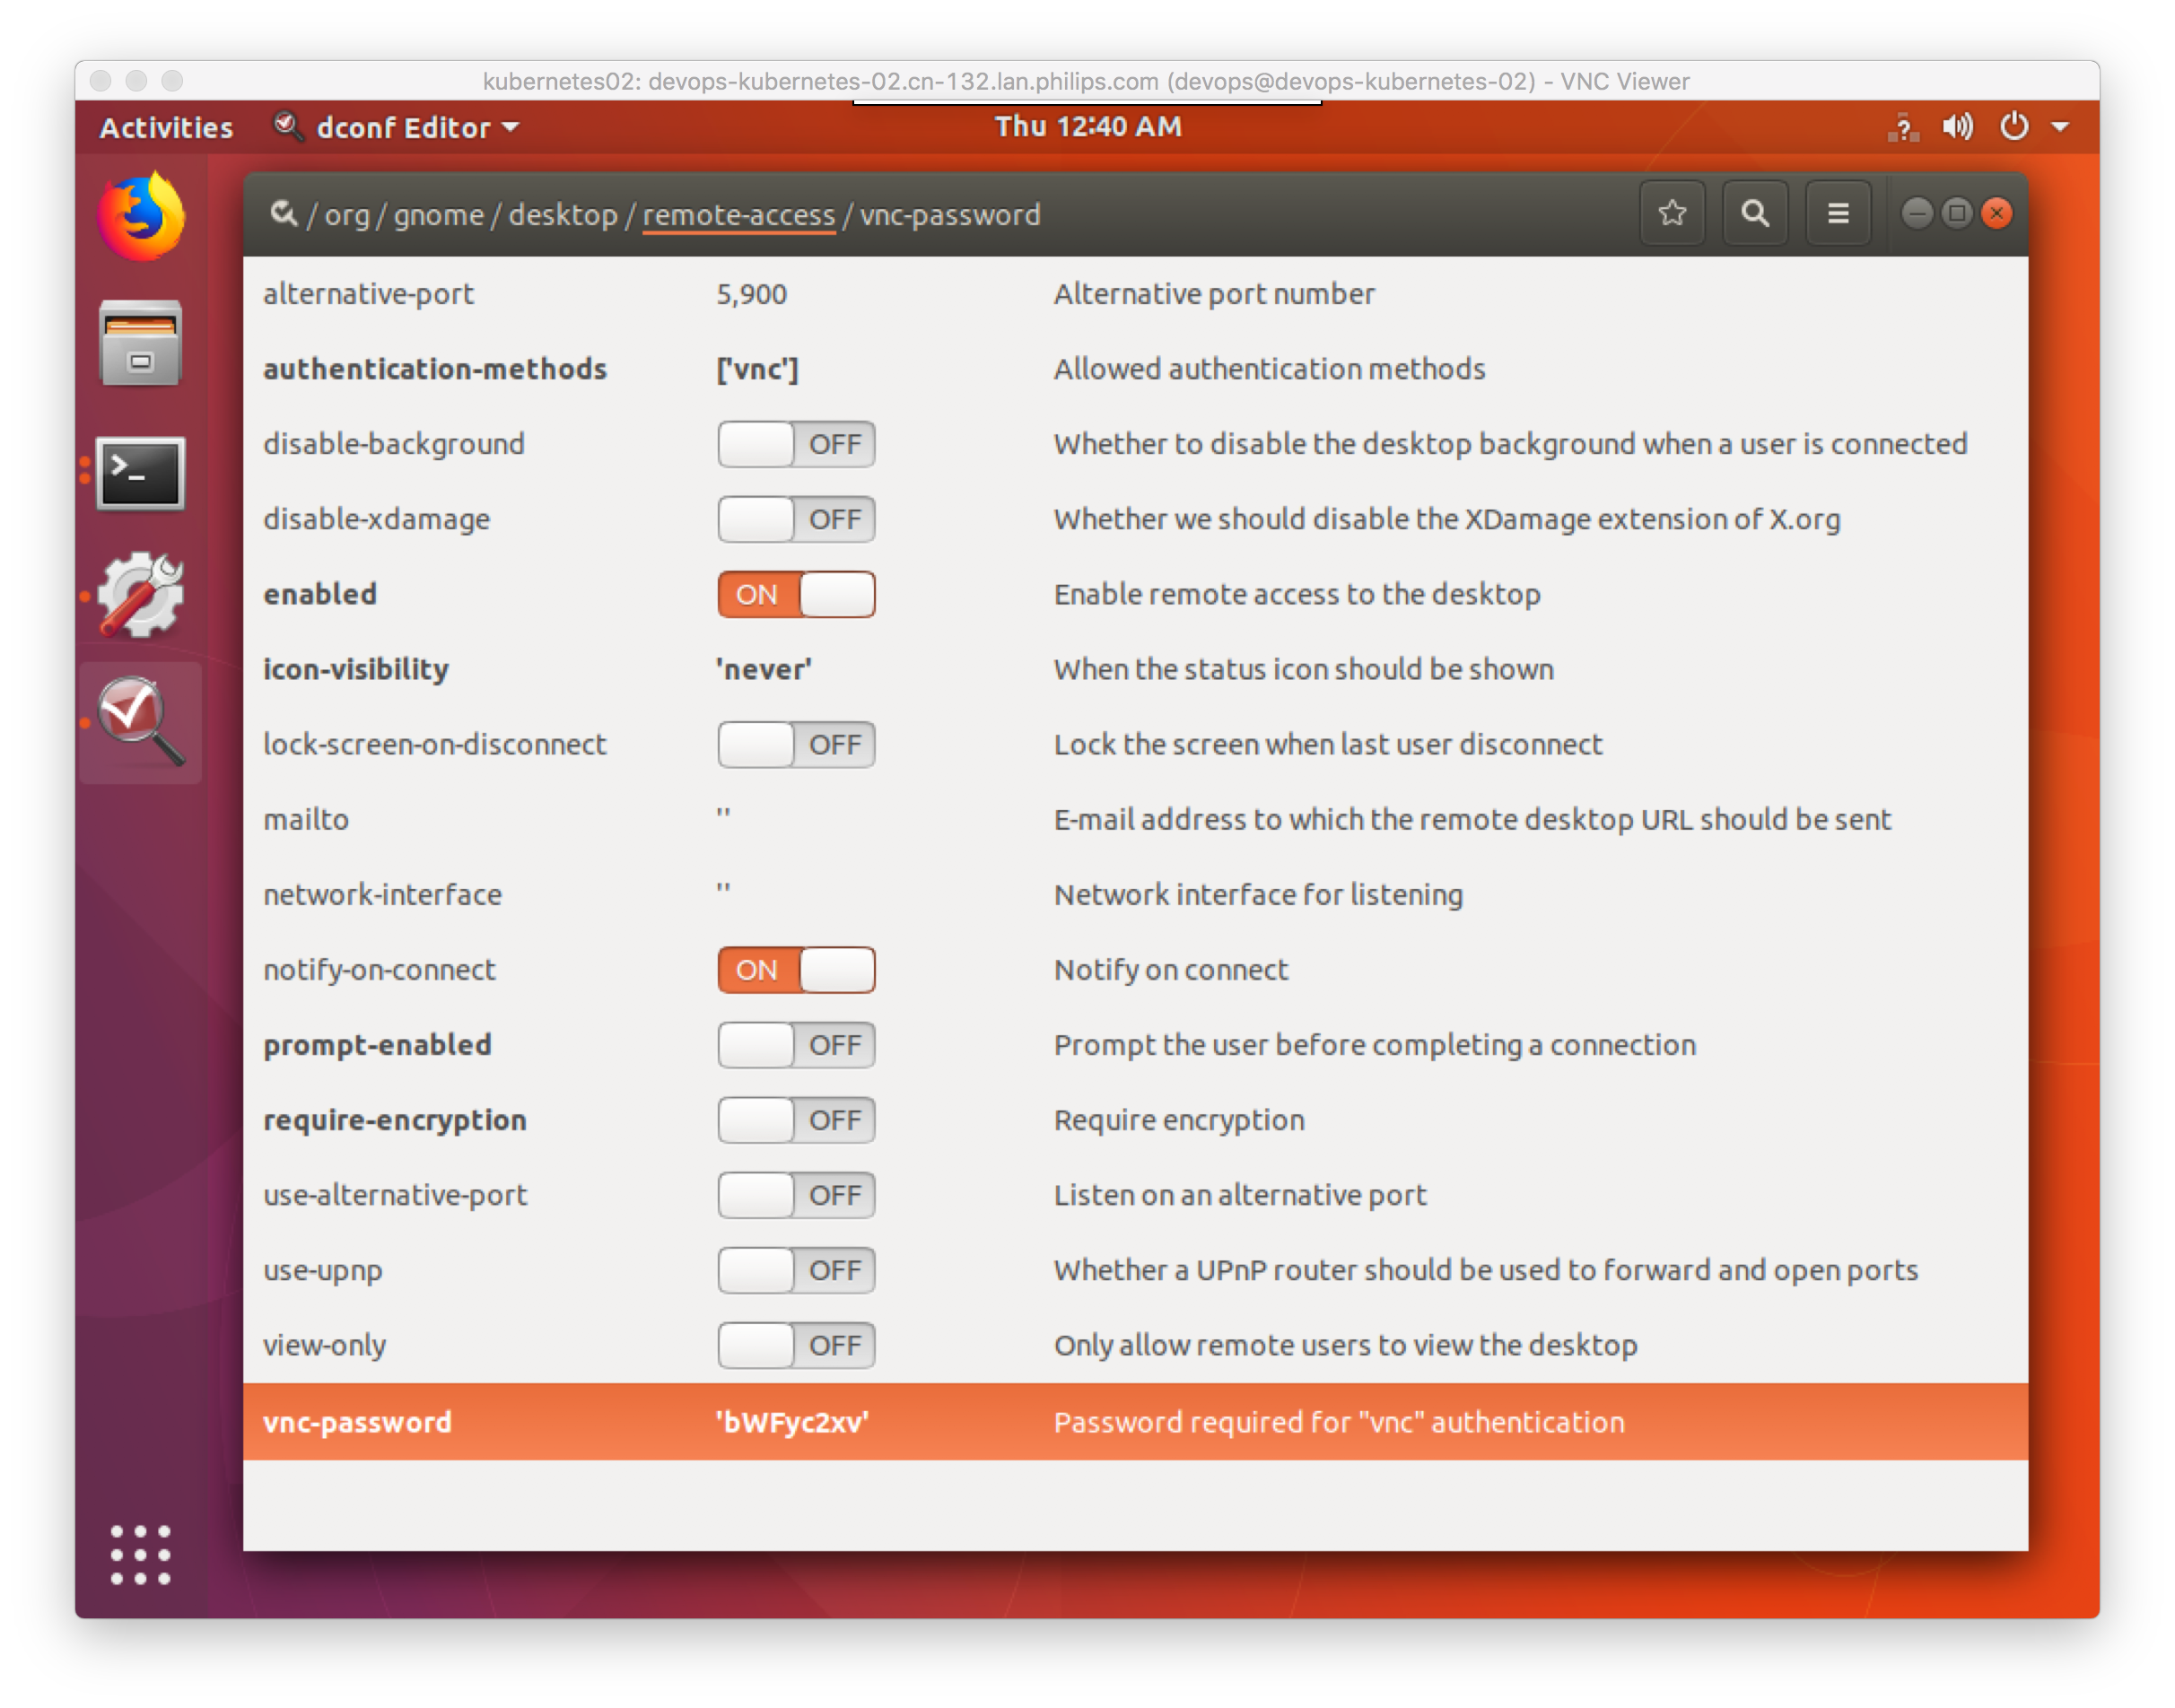 kubernetes02: devops-kubernetes-02.cn-132.lan.philips.com (devops@devops-kubernetes-02) - VNC Viewer
Activities dconf Editor Thu 12:40 AM ?
/ org / gnome / desktop / remote-access / vnc-password
alternative-port 5,900 Alternative port number
authentication-methods ['vnc'] Allowed authentication methods
disable-background OFF Whether to disable the desktop background when a user is connected
disable-xdamage OFF Whether we should disable the XDamage extension of X.org
enabled ON Enable remote access to the desktop
icon-visibility 'never' When the status icon should be shown
lock-screen-on-disconnect OFF Lock the screen when last user disconnect
mailto '' E-mail address to which the remote desktop URL should be sent
network-interface '' Network interface for listening
notify-on-connect ON Notify on connect
prompt-enabled OFF Prompt the user before completing a connection
require-encryption OFF Require encryption
use-alternative-port OFF Listen on an alternative port
use-upnp OFF Whether a UPnP router should be used to forward and open ports
view-only OFF Only allow remote users to view the desktop
vnc-password 'bWFyc2xv' Password required for "vnc" authentication